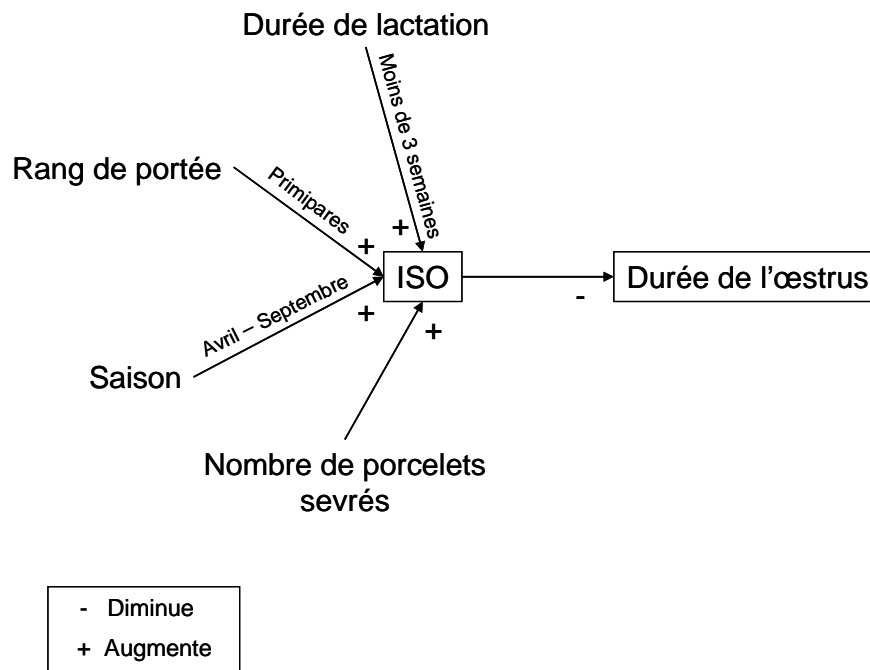 Durée de lactation
Moins de 3 semaines
Rang de portée
Primipares
+
+
ISO
Durée de l’œstrus
-
Avril – Septembre
+
+
Saison
Nombre de porcelets
sevrés
- Diminue
+ Augmente